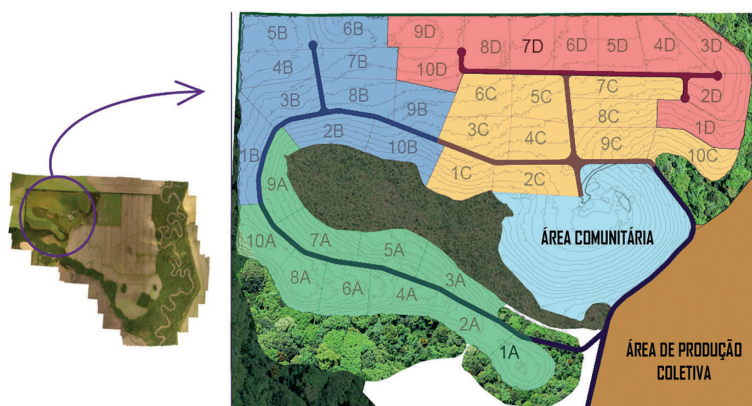 5B 6B 9D 8D 7D 6D 5D 4D 3D
4B 7B 10D 2D
3B 8B 9B 6C 5C 7C
2B 10B 3C 4C 8C 1D
1B 9C 10C
9A 1C 2C
ÁREA COMUNITÁRIA
10A 7A 5A
8A 6A 4A 3A
2A
1A
ÁREA DE PRODUÇÃO
COLETIVA